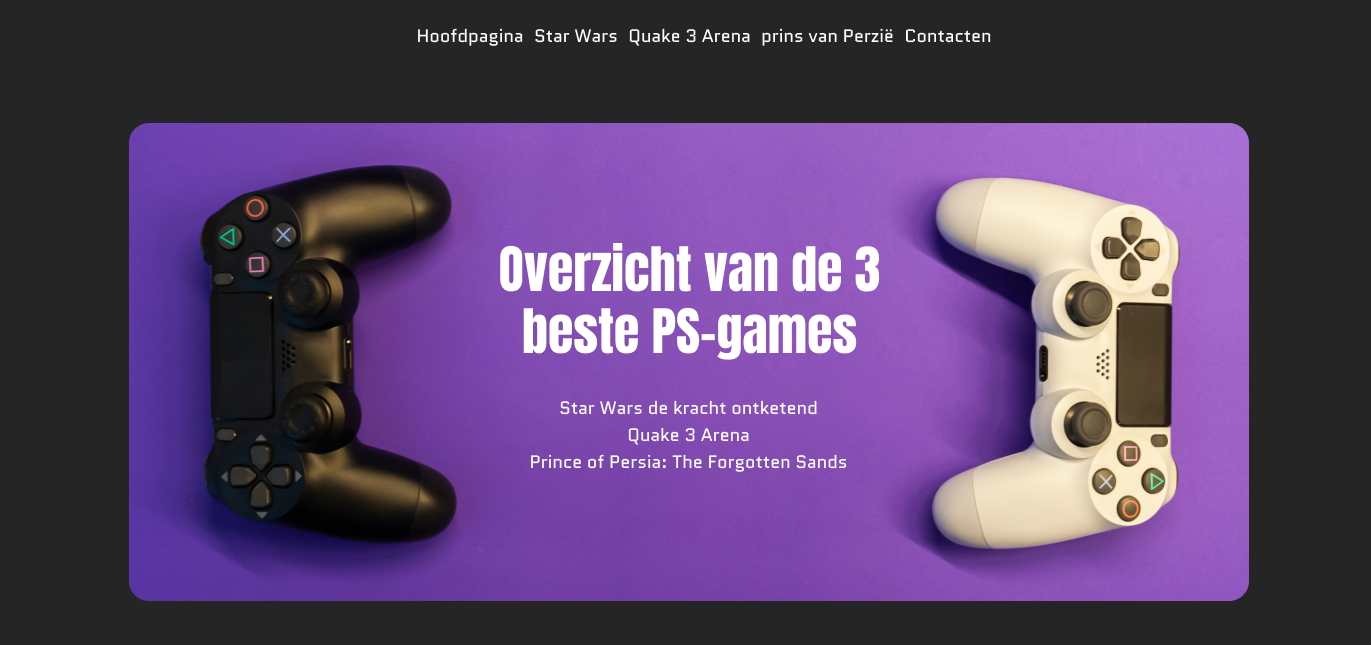 Hoofdpagina Star Wars Quake 3 Arena prins van Perzië Contacten
Overzicht van de 3
beste PS-games
Star Wars de kracht ontketend
Quake 3 Arena
Prince of Persia: The Forgotten Sands